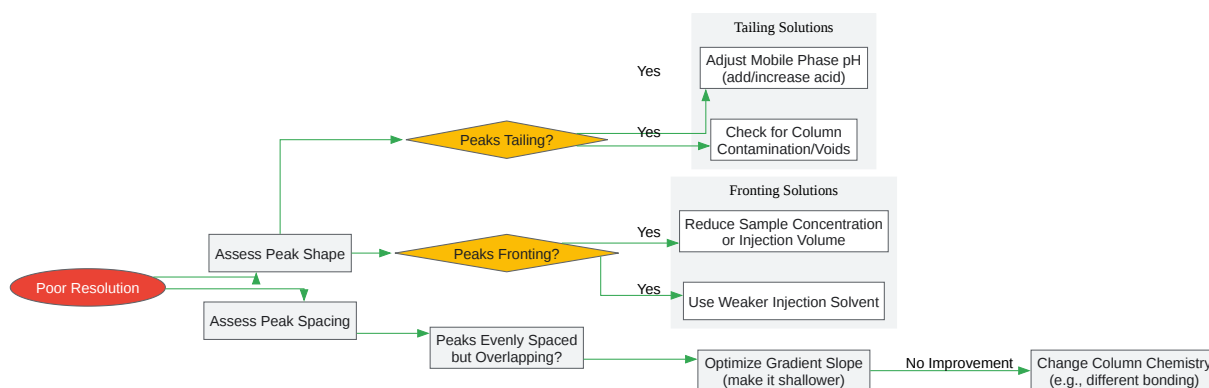 Tailing Solutions
Yes
Adjust Mobile Phase pH
(add/increase acid)
Peaks Tailing?
Yes
Check for Column
Contamination/Voids
Fronting Solutions
Assess Peak Shape
Peaks Fronting?
Yes
Reduce Sample Concentration
or Injection Volume
Poor Resolution
Yes
Use Weaker Injection Solvent
Assess Peak Spacing
Peaks Evenly Spaced
but Overlapping?
Optimize Gradient Slope
(make it shallower)
No Improvement
Change Column Chemistry
(e.g., different bonding)